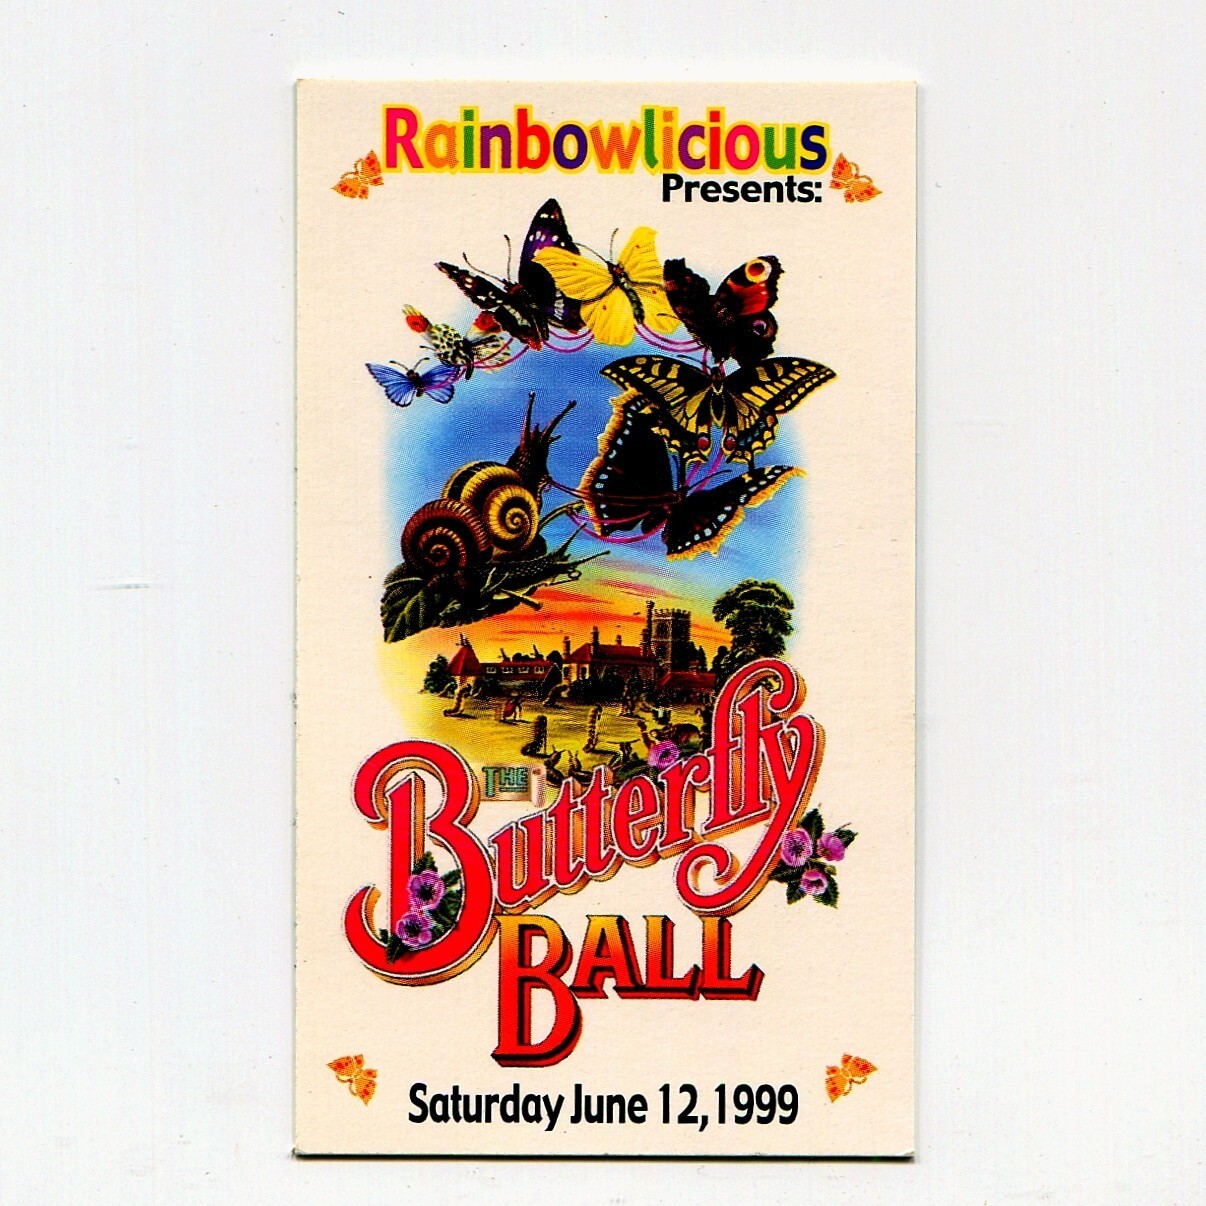 Rainbowlicious
Presents:
THE
Butterfly
BALL
Saturday June 12,1999